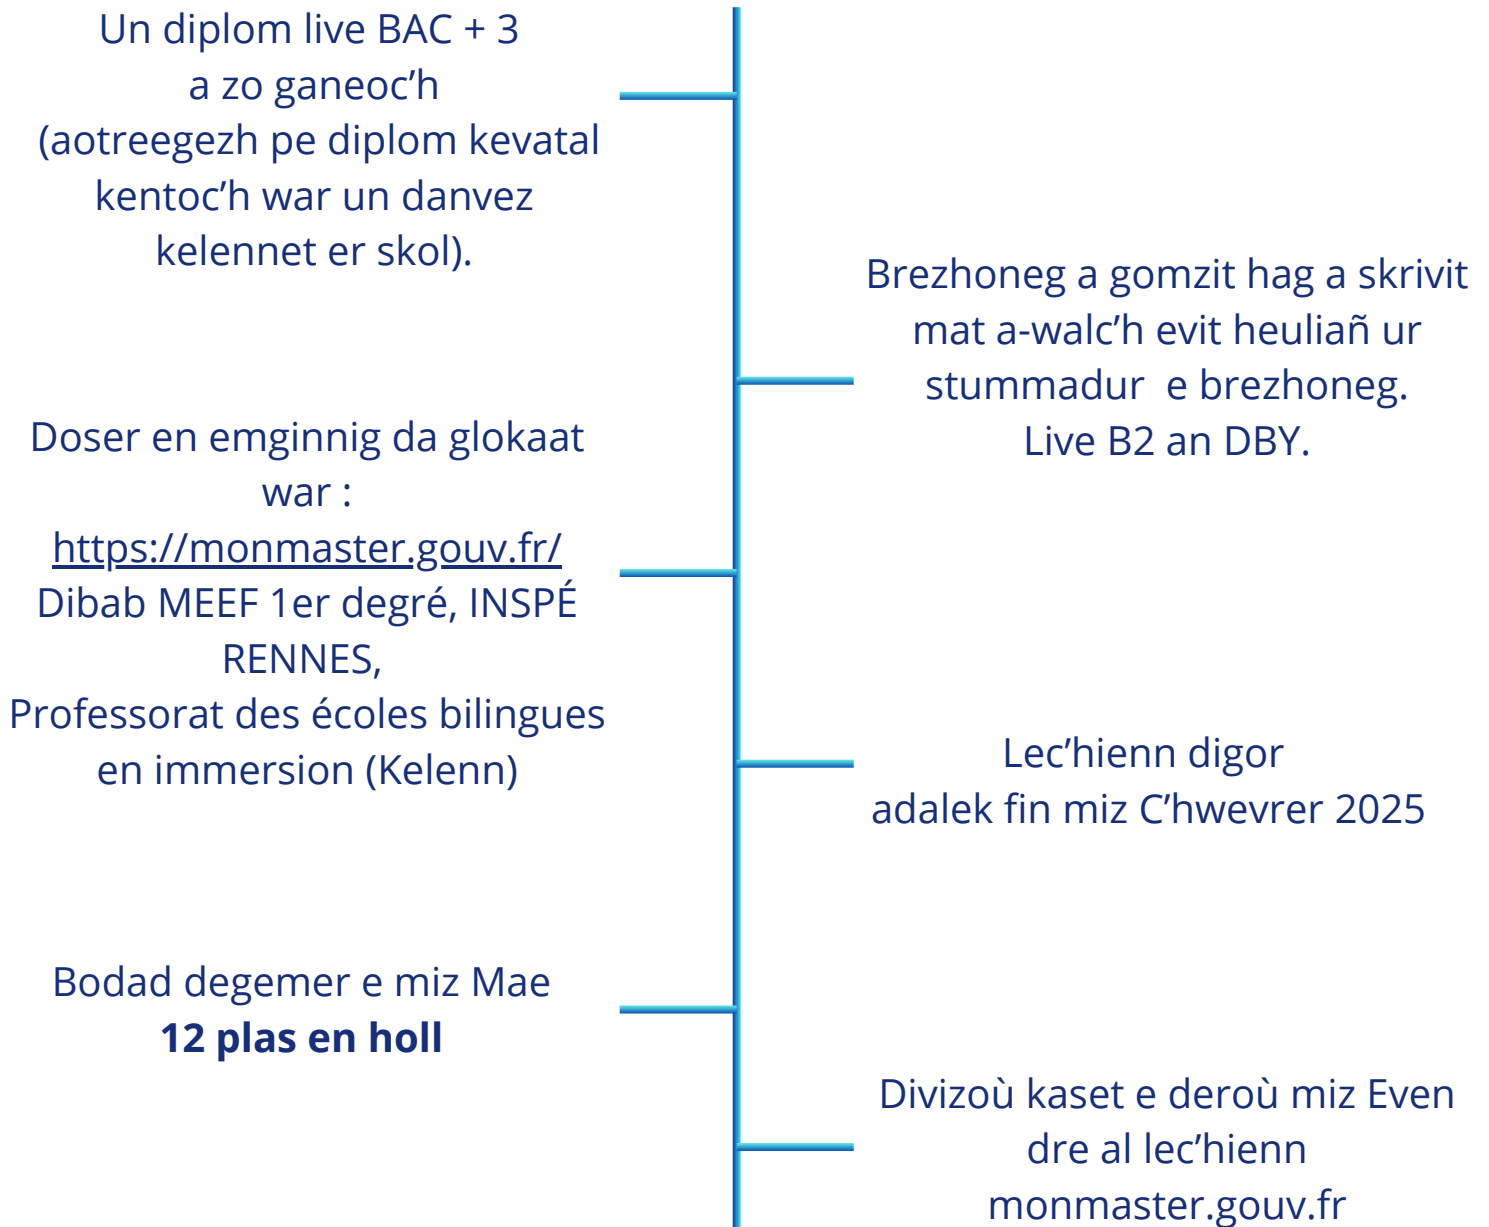 Un diplom live BAC + 3
a zo ganeoc’h
(aotreegezh pe diplom kevatal
kentoc’h war un danvez
kelennet er skol).
Brezhoneg a gomzit hag a skrivit
mat a-walc’h evit heuliañ ur
stummadur e brezhoneg.
Live B2 an DBY.
Doser en emginnig da glokaat
war :
https://monmaster.gouv.fr/
Dibab MEEF 1er degré, INSPÉ
RENNES,
Professorat des écoles bilingues
en immersion (Kelenn)
Lec’hienn digor
adalek fin miz C’hwevrer 2025
Bodad degemer e miz Mae
12 plas en holl
Divizoù kaset e deroù miz Even
dre al lec’hienn
monmaster.gouv.fr